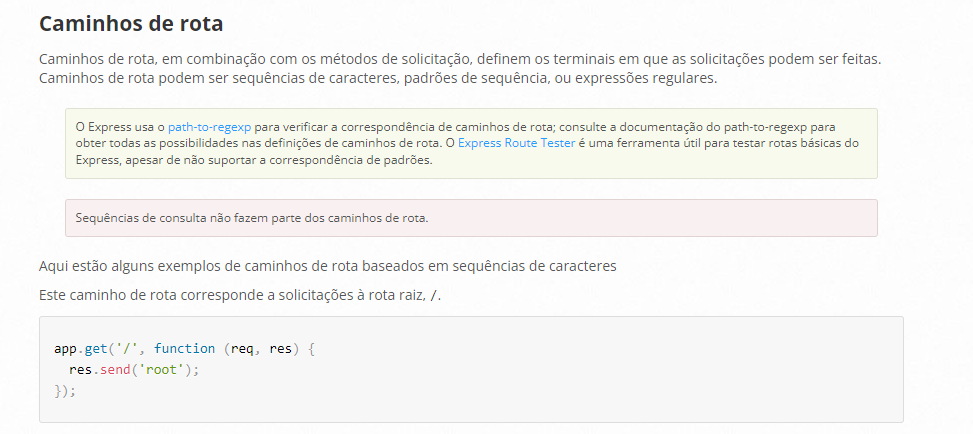 Caminhos de rota
Caminhos de rota, em combinação com os métodos de solicitação, definem os terminais em que as solicitações podem ser feitas.
Caminhos de rota podem ser sequências de caracteres, padrões de sequência, ou expressões regulares.
O Express usa o path-to-regexp para verificar a correspondência de caminhos de rota; consulte a documentação do path-to-regexp para
obter todas as possibilidades nas definições de caminhos de rota. O Express Route Tester é uma ferramenta útil para testar rotas básicas do
Express, apesar de não suportar a correspondência de padrões.
Sequências de consulta não fazem parte dos caminhos de rota.
Aqui estão alguns exemplos de caminhos de rota baseados em sequências de caracteres
Este caminho de rota corresponde a solicitações à rota raiz, /.
app.get('/', function (req, res) {
  res.send('root');
});